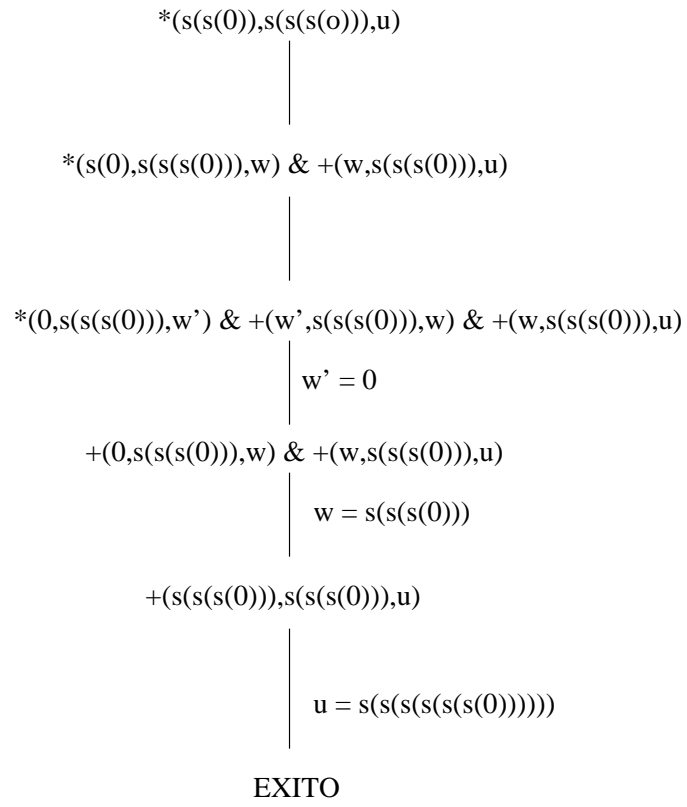 *(s(s(0)),s(s(s(o))),u)
*(s(0),s(s(s(0))),w) & +(w,s(s(s(0))),u)
*(0,s(s(s(0))),w’) & +(w’,s(s(s(0))),w) & +(w,s(s(s(0))),u)
w’ = 0
+(0,s(s(s(0))),w) & +(w,s(s(s(0))),u)
w = s(s(s(0)))
+(s(s(s(0))),s(s(s(0))),u)
u = s(s(s(s(s(s(0))))))
EXITO